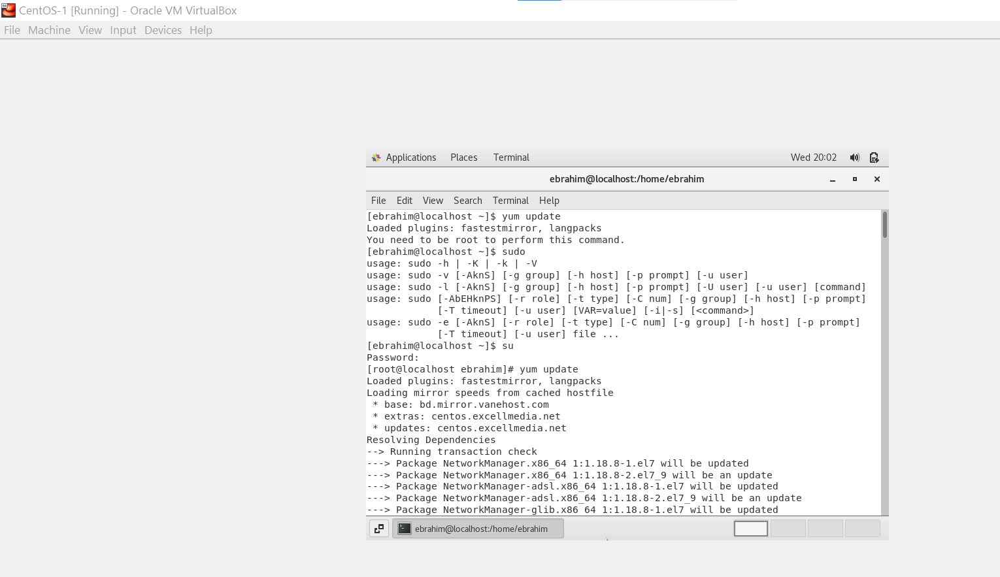 64
CentOS-1 [Running] - Oracle VM VirtualBox
File Machine View Input Devices Help
Applications Places Terminal Wed 20:02
ebrahim@localhost:/home/ebrahim
File Edit View Search Terminal Help
[ebrahim@localhost ~]$ yum update
Loaded plugins: fastestmirror, langpacks
You need to be root to perform this command.
[ebrahim@localhost ~]$ sudo
usage: sudo -h | -K | -k | -V
usage: sudo -v [-AknS] [-g group] [-h host] [-p prompt] [-u user]
usage: sudo -l [-AknS] [-g group] [-h host] [-p prompt] [-U user] [-u user] [command]
usage: sudo [-AbEHknPS] [-r role] [-t type] [-C num] [-g group] [-h host] [-p prompt]
[-T timeout] [-u user] [VAR=value] [-i|-s] [<command>]
usage: sudo -e [-AknS] [-r role] [-t type] [-C num] [-g group] [-h host] [-p prompt]
[-T timeout] [-u user] file ...
[ebrahim@localhost ~]$ su
Password:
[root@localhost ebrahim]# yum update
Loaded plugins: fastestmirror, langpacks
Loading mirror speeds from cached hostfile
* base: bd.mirror.vanehost.com
* extras: centos.excellmedia.net
* updates: centos.excellmedia.net
Resolving Dependencies
--> Running transaction check
---> Package NetworkManager.x86_64 1:1.18.8-1.el7 will be updated
---> Package NetworkManager.x86_64 1:1.18.8-2.el7_9 will be an update
---> Package NetworkManager-adsl.x86_64 1:1.18.8-1.el7 will be updated
---> Package NetworkManager-adsl.x86_64 1:1.18.8-2.el7_9 will be an update
---> Package NetworkManager-glib.x86_64 1:1.18.8-1.el7 will be updated
ebrahim@localhost:/home/ebrahim